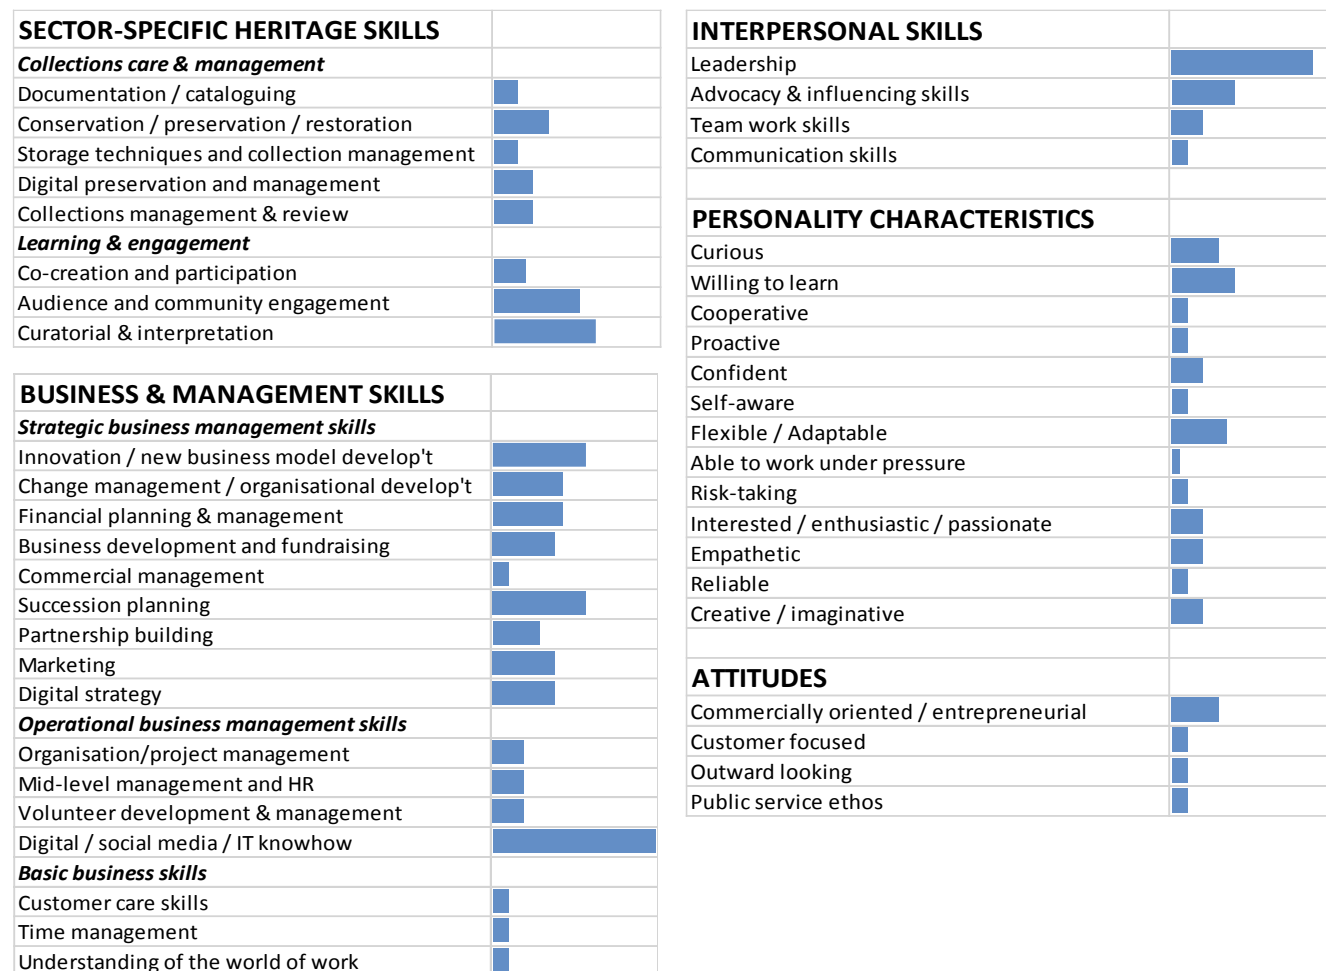 SECTOR-SPECIFIC HERITAGE SKILLS
Collections care & management
Documentation / cataloguing
Conservation / preservation / restoration
Storage techniques and collection management
Digital preservation and management
Collections management & review
Learning & engagement
Co-creation and participation
Audience and community engagement
Curatorial & interpretation
BUSINESS & MANAGEMENT SKILLS
Strategic business management skills
Innovation / new business model develop't
Change management / organisational develop't
Financial planning & management
Business development and fundraising
Commercial management
Succession planning
Partnership building
Marketing
Digital strategy
Operational business management skills
Organisation/project management
Mid-level management and HR
Volunteer development & management
Digital / social media / IT knowhow
Basic business skills
Customer care skills
Time management
Understanding of the world of work
INTERPERSONAL SKILLS
Leadership
Advocacy & influencing skills
Team work skills
Communication skills
PERSONALITY CHARACTERISTICS
Curious
Willing to learn
Cooperative
Proactive
Confident
Self-aware
Flexible / Adaptable
Able to work under pressure
Risk-taking
Interested / enthusiastic / passionate
Empathetic
Reliable
Creative / imaginative
ATTITUDES
Commercially oriented / entrepreneurial
Customer focused
Outward looking
Public service ethos